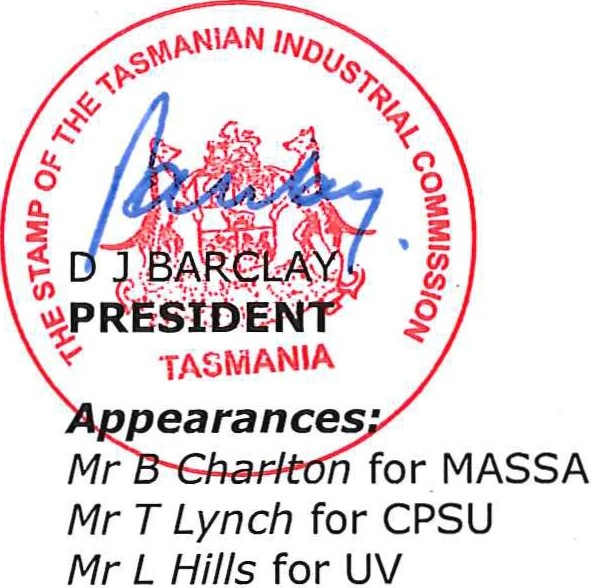 THE STAMP OF THE TASMANIAN INDUSTRIAL COMMISSION
Barclay.
D J BARCLAY
PRESIDENT
TASMANIA
Appearances:
Mr B Charlton for MASSA
Mr T Lynch for CPSU
Mr L Hills for UV